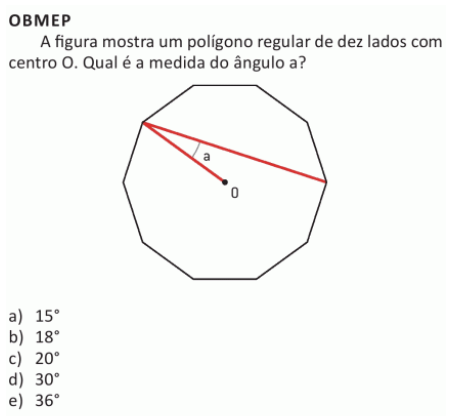 OBMEP
A figura mostra um polígono regular de dez lados com
centro O. Qual é a medida do ângulo a?
a
O
a) 15°
b) 18°
c) 20°
d) 30°
e) 36°